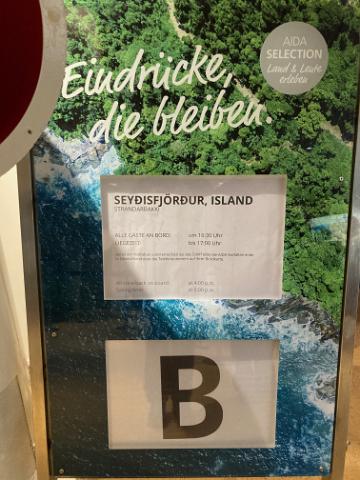 AIDA
SELECTION
Land & Leute
erleben
Eindrücke,
die bleiben.
SEYÐISFJÖRÐUR, ISLAND
STRANDARBAKKI
ALLE GÄSTE AN BORD: um 16:30 Uhr
LIEGEZEIT: bis 17:00 Uhr
B